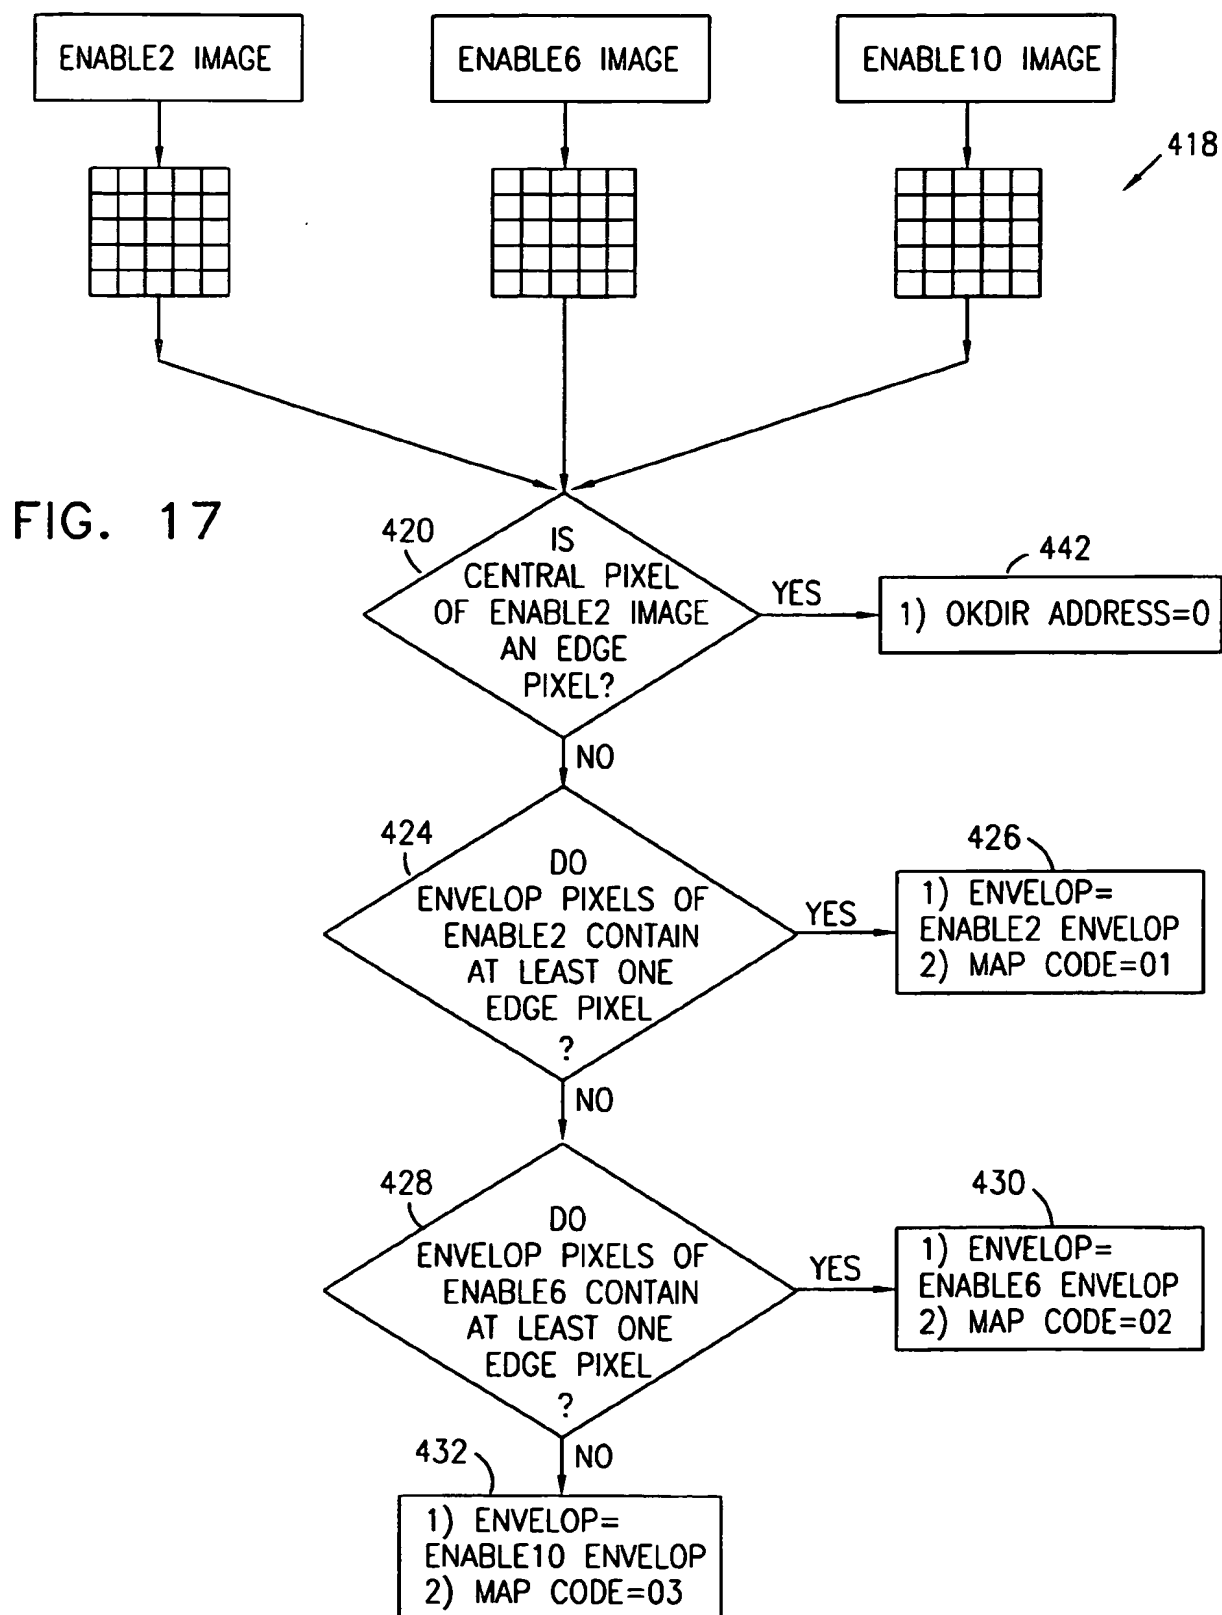 ENABLE2 IMAGE
ENABLE6 IMAGE
ENABLE10 IMAGE
418
FIG. 17
420
IS
CENTRAL PIXEL
OF ENABLE2 IMAGE
AN EDGE
PIXEL?
YES
442
1) OKDIR ADDRESS=0
NO
424
DO
ENVELOP PIXELS OF
ENABLE2 CONTAIN
AT LEAST ONE
EDGE PIXEL
?
YES
426
1) ENVELOP=
ENABLE2 ENVELOP
2) MAP CODE=01
NO
428
DO
ENVELOP PIXELS OF
ENABLE6 CONTAIN
AT LEAST ONE
EDGE PIXEL
?
YES
430
1) ENVELOP=
ENABLE6 ENVELOP
2) MAP CODE=02
NO
432
1) ENVELOP=
ENABLE10 ENVELOP
2) MAP CODE=03